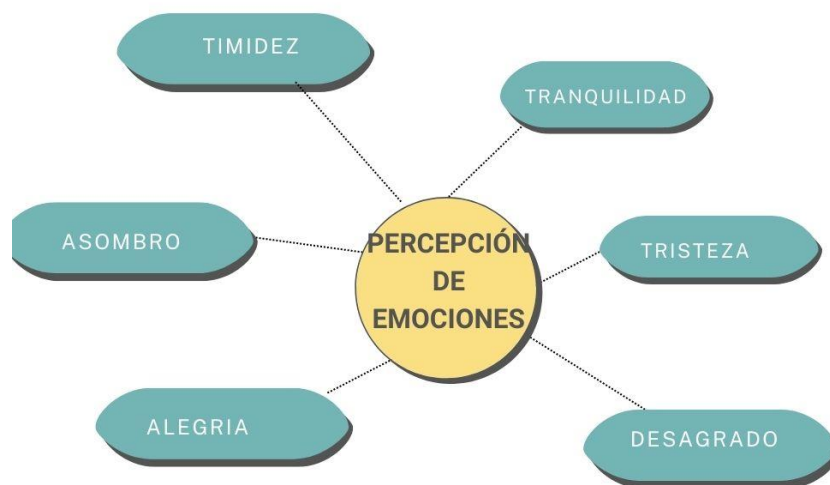 TIMIDEZ
TRANQUILIDAD
ASOMBRO
PERCEPCIÓN
DE
EMOCIONES
TRISTEZA
ALEGRIA
DESAGRADO